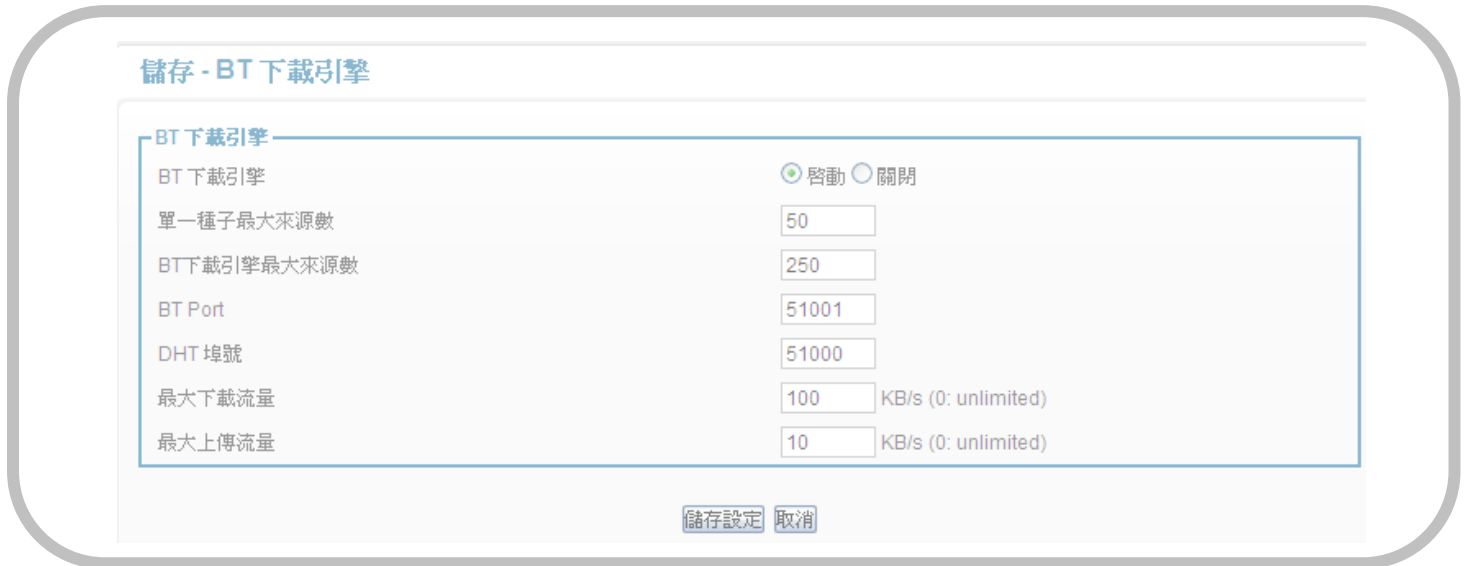 儲存 - BT 下載引擎
BT 下載引擎
BT 下載引擎 啓動 關閉
單一種子最大來源數 50
BT下載引擎最大來源數 250
BT Port 51001
DHT 埠號 51000
最大下載流量 100 KB/s (0: unlimited)
最大上傳流量 10 KB/s (0: unlimited)
儲存設定 取消